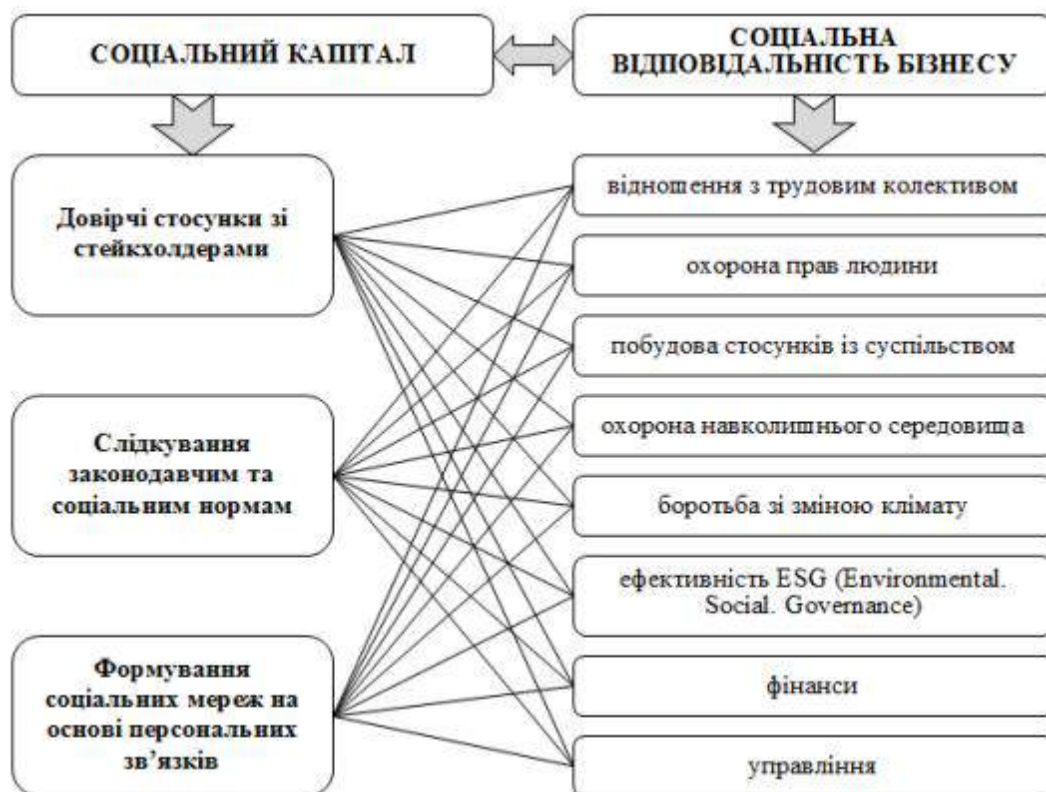 СОЦІАЛЬНИЙ КАПІТАЛ
СОЦІАЛЬНА
ВІДПОВІДАЛЬНІСТЬ БІЗНЕСУ
Довірчі стосунки зі
стейкхолдерами
Слідкування
законодавчим та
соціальним нормам
Формування
соціальних мереж на
основі персональних
зв’язків
відношення з трудовим колективом
охорона прав людини
побудова стосунків із суспільством
охорона навколишнього середовища
боротьба зі зміною клімату
ефективність ESG (Environmental.
Social. Governance)
фінанси
управління